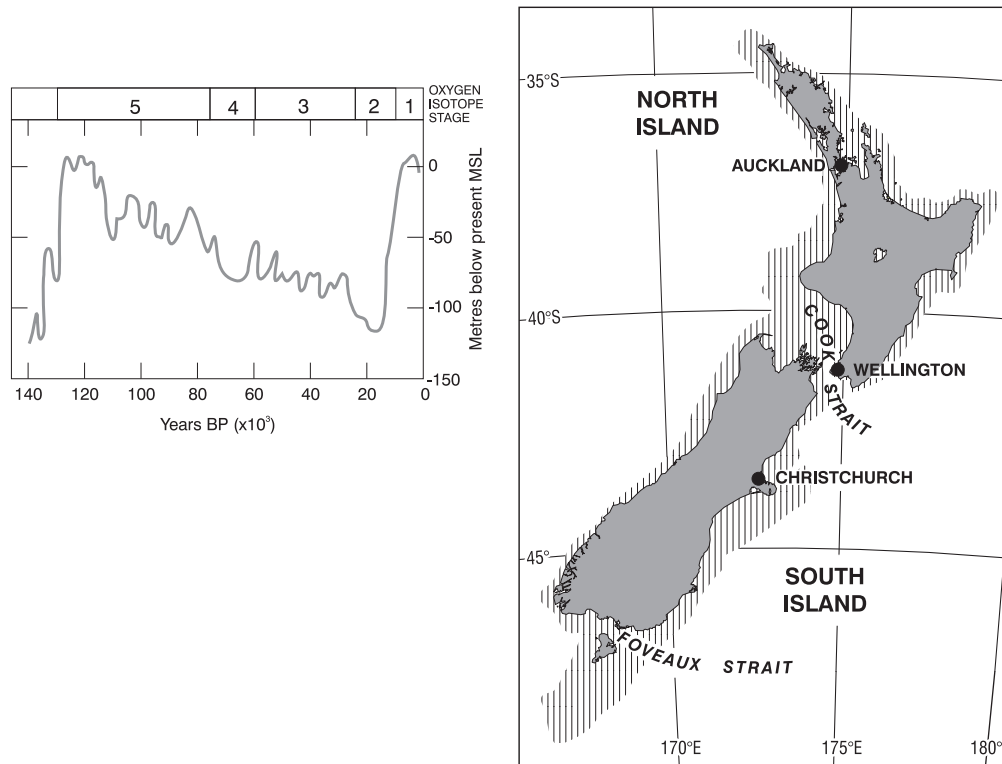 5
4
3
2
1
OXYGEN
ISOTOPE
STAGE
0
-50
-100
-150
Metres below present MSL
140
120
100
80
60
40
20
0
Years BP (x10³)
35°S
NORTH
ISLAND
AUCKLAND
40°S
COOK STRAIT
WELLINGTON
CHRISTCHURCH
45°
SOUTH
ISLAND
FOVEAUX STRAIT
170°E
175°E
180°